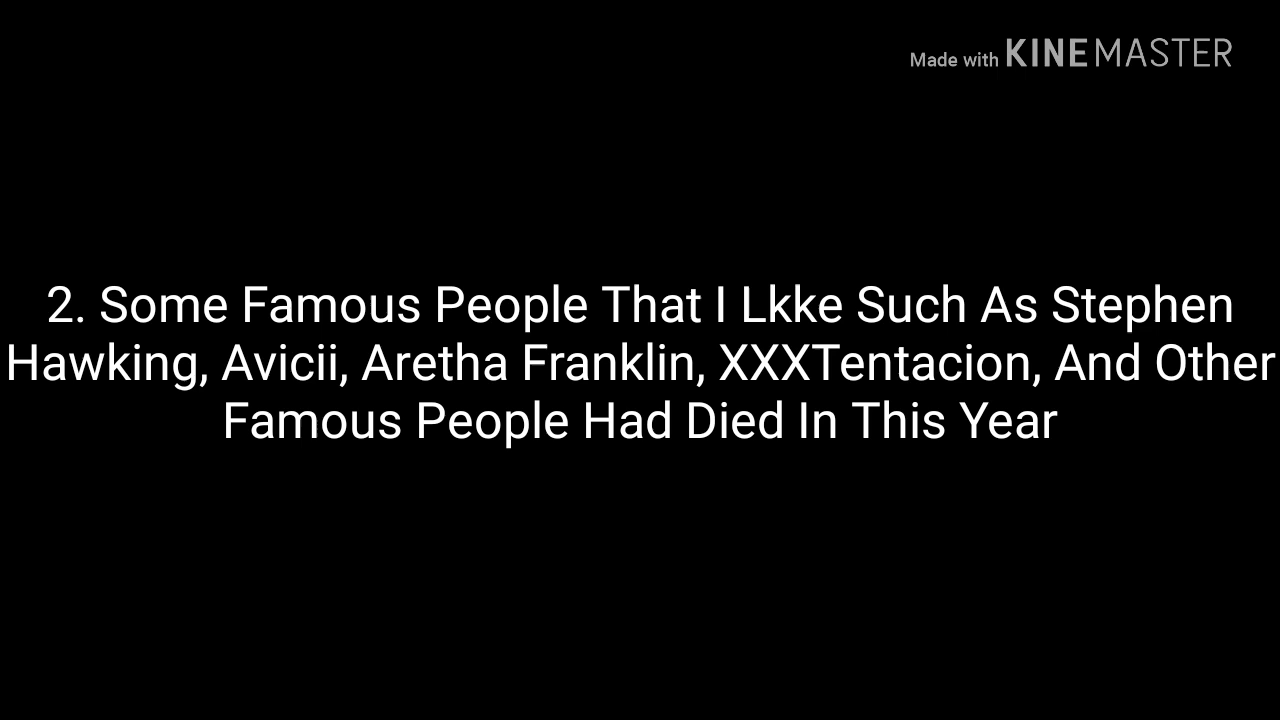 Made with KINEMASTER
2. Some Famous People That I Lkke Such As Stephen
Hawking, Avicii, Aretha Franklin, XXXTentacion, And Other
Famous People Had Died In This Year